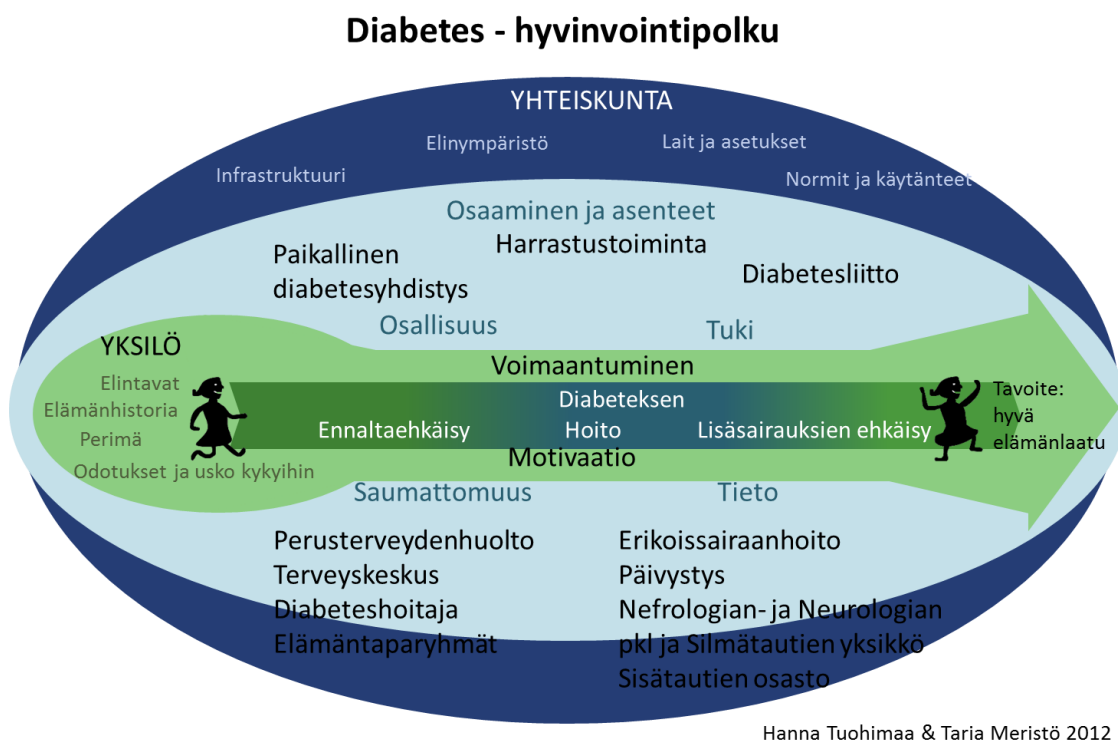 Diabetes - hyvinvointipolku
YHTEISKUNTA
Elinympäristö
Lait ja asetukset
Infrastruktuuri
Normit ja käytänteet
Osaaminen ja asenteet
Harrastustoiminta
Paikallinen
diabetesyhdistys
Diabetesliitto
Osallisuus
Tuki
YKSILÖ
Elintavat
Elämänhistoria
Perimä
Odotukset ja usko kykyihin
Voimaantuminen
Diabeteksen
Ennaltaehkäisy
Hoito
Lisäsairauksien ehkäisy
Motivaatio
Tavoite:
hyvä
elämänlaatu
Saumattomuus
Tieto
Perusterveydenhuolto
Terveyskeskus
Diabeteshoitaja
Elämäntaparyhmät
Erikoissairaanhoito
Päivystys
Nefrologian- ja Neurologian
pkl ja Silmätautien yksikkö
Sisätautien osasto
Hanna Tuohimaa & Tarja Meristö 2012